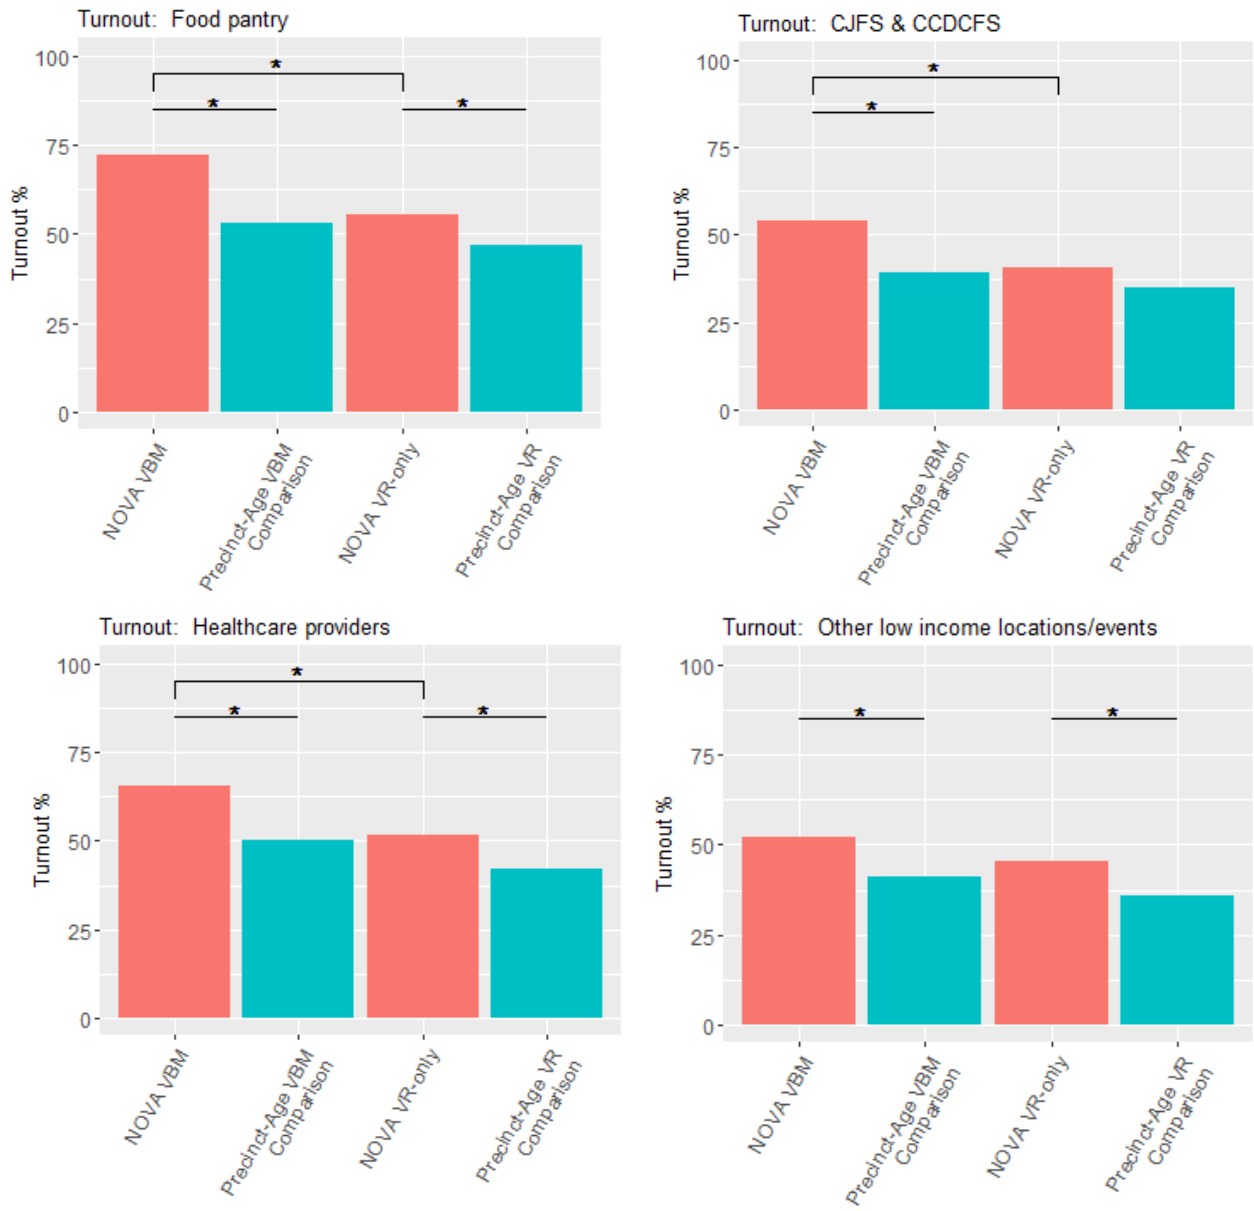 Turnout:  Food pantry
Turnout %
100
75
50
25
0
*
*
*
NOVA VBM
Precinct-Age VBM
Comparison
NOVA VR-only
Precinct-Age VR
Comparison
Turnout:  CJFS & CCDCFS
Turnout %
100
75
50
25
0
*
*
NOVA VBM
Precinct-Age VBM
Comparison
NOVA VR-only
Precinct-Age VR
Comparison
Turnout:  Healthcare providers
Turnout %
100
75
50
25
0
*
*
*
NOVA VBM
Precinct-Age VBM
Comparison
NOVA VR-only
Precinct-Age VR
Comparison
Turnout:  Other low income locations/events
Turnout %
100
75
50
25
0
*
*
NOVA VBM
Precinct-Age VBM
Comparison
NOVA VR-only
Precinct-Age VR
Comparison